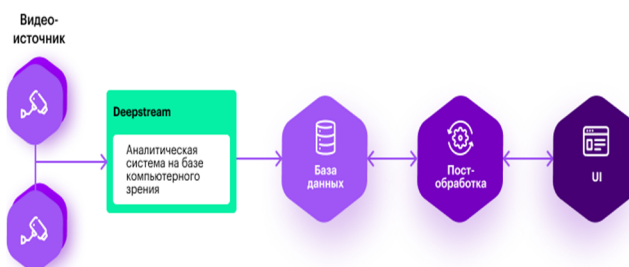 Видео-
источник
Deepstream
Аналитическая
система на базе
компьютерного
зрения
База
данных
Пост-
обработка
UI